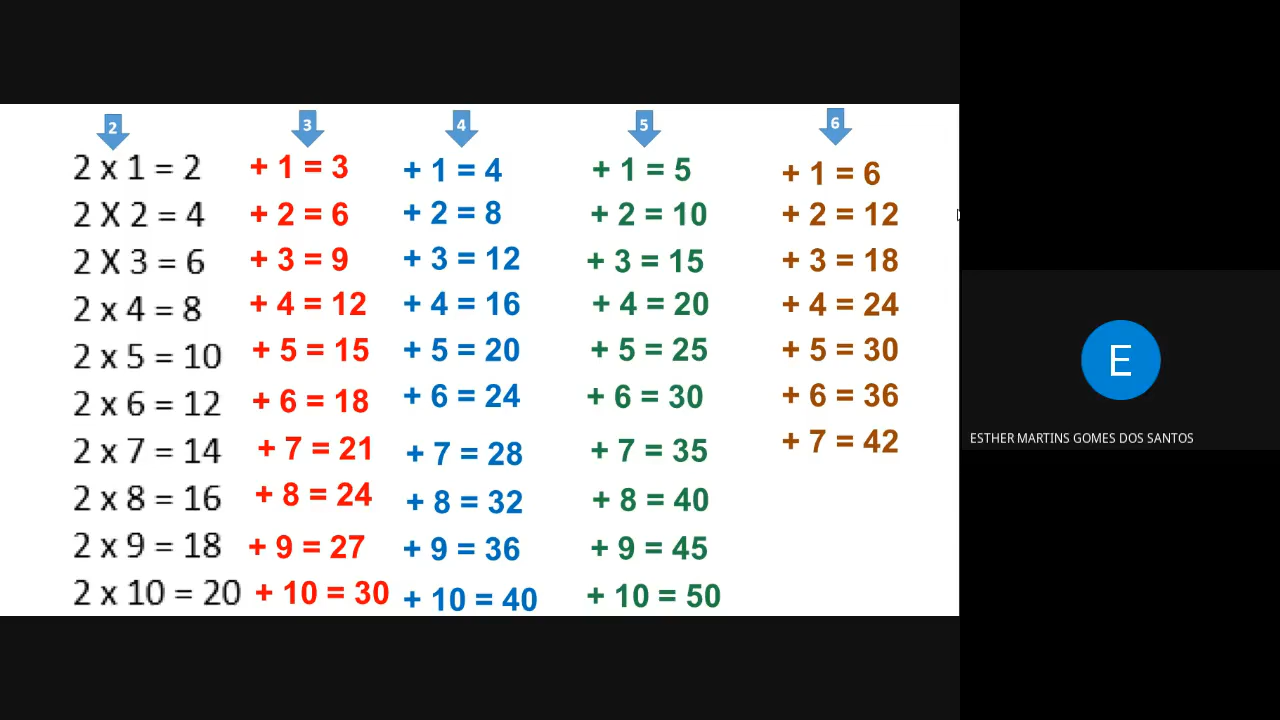 2 3 4 5 6
2 x 1 = 2 + 1 = 3 + 1 = 4 + 1 = 5 + 1 = 6
2 X 2 = 4 + 2 = 6 + 2 = 8 + 2 = 10 + 2 = 12
2 X 3 = 6 + 3 = 9 + 3 = 12 + 3 = 15 + 3 = 18
2 x 4 = 8 + 4 = 12 + 4 = 16 + 4 = 20 + 4 = 24
2 x 5 = 10 + 5 = 15 + 5 = 20 + 5 = 25 + 5 = 30
2 x 6 = 12 + 6 = 18 + 6 = 24 + 6 = 30 + 6 = 36
2 x 7 = 14 + 7 = 21 + 7 = 28 + 7 = 35 + 7 = 42
2 x 8 = 16 + 8 = 24 + 8 = 32 + 8 = 40
2 x 9 = 18 + 9 = 27 + 9 = 36 + 9 = 45
2 x 10 = 20 + 10 = 30 + 10 = 40 + 10 = 50
E
ESTHER MARTINS GOMES DOS SANTOS